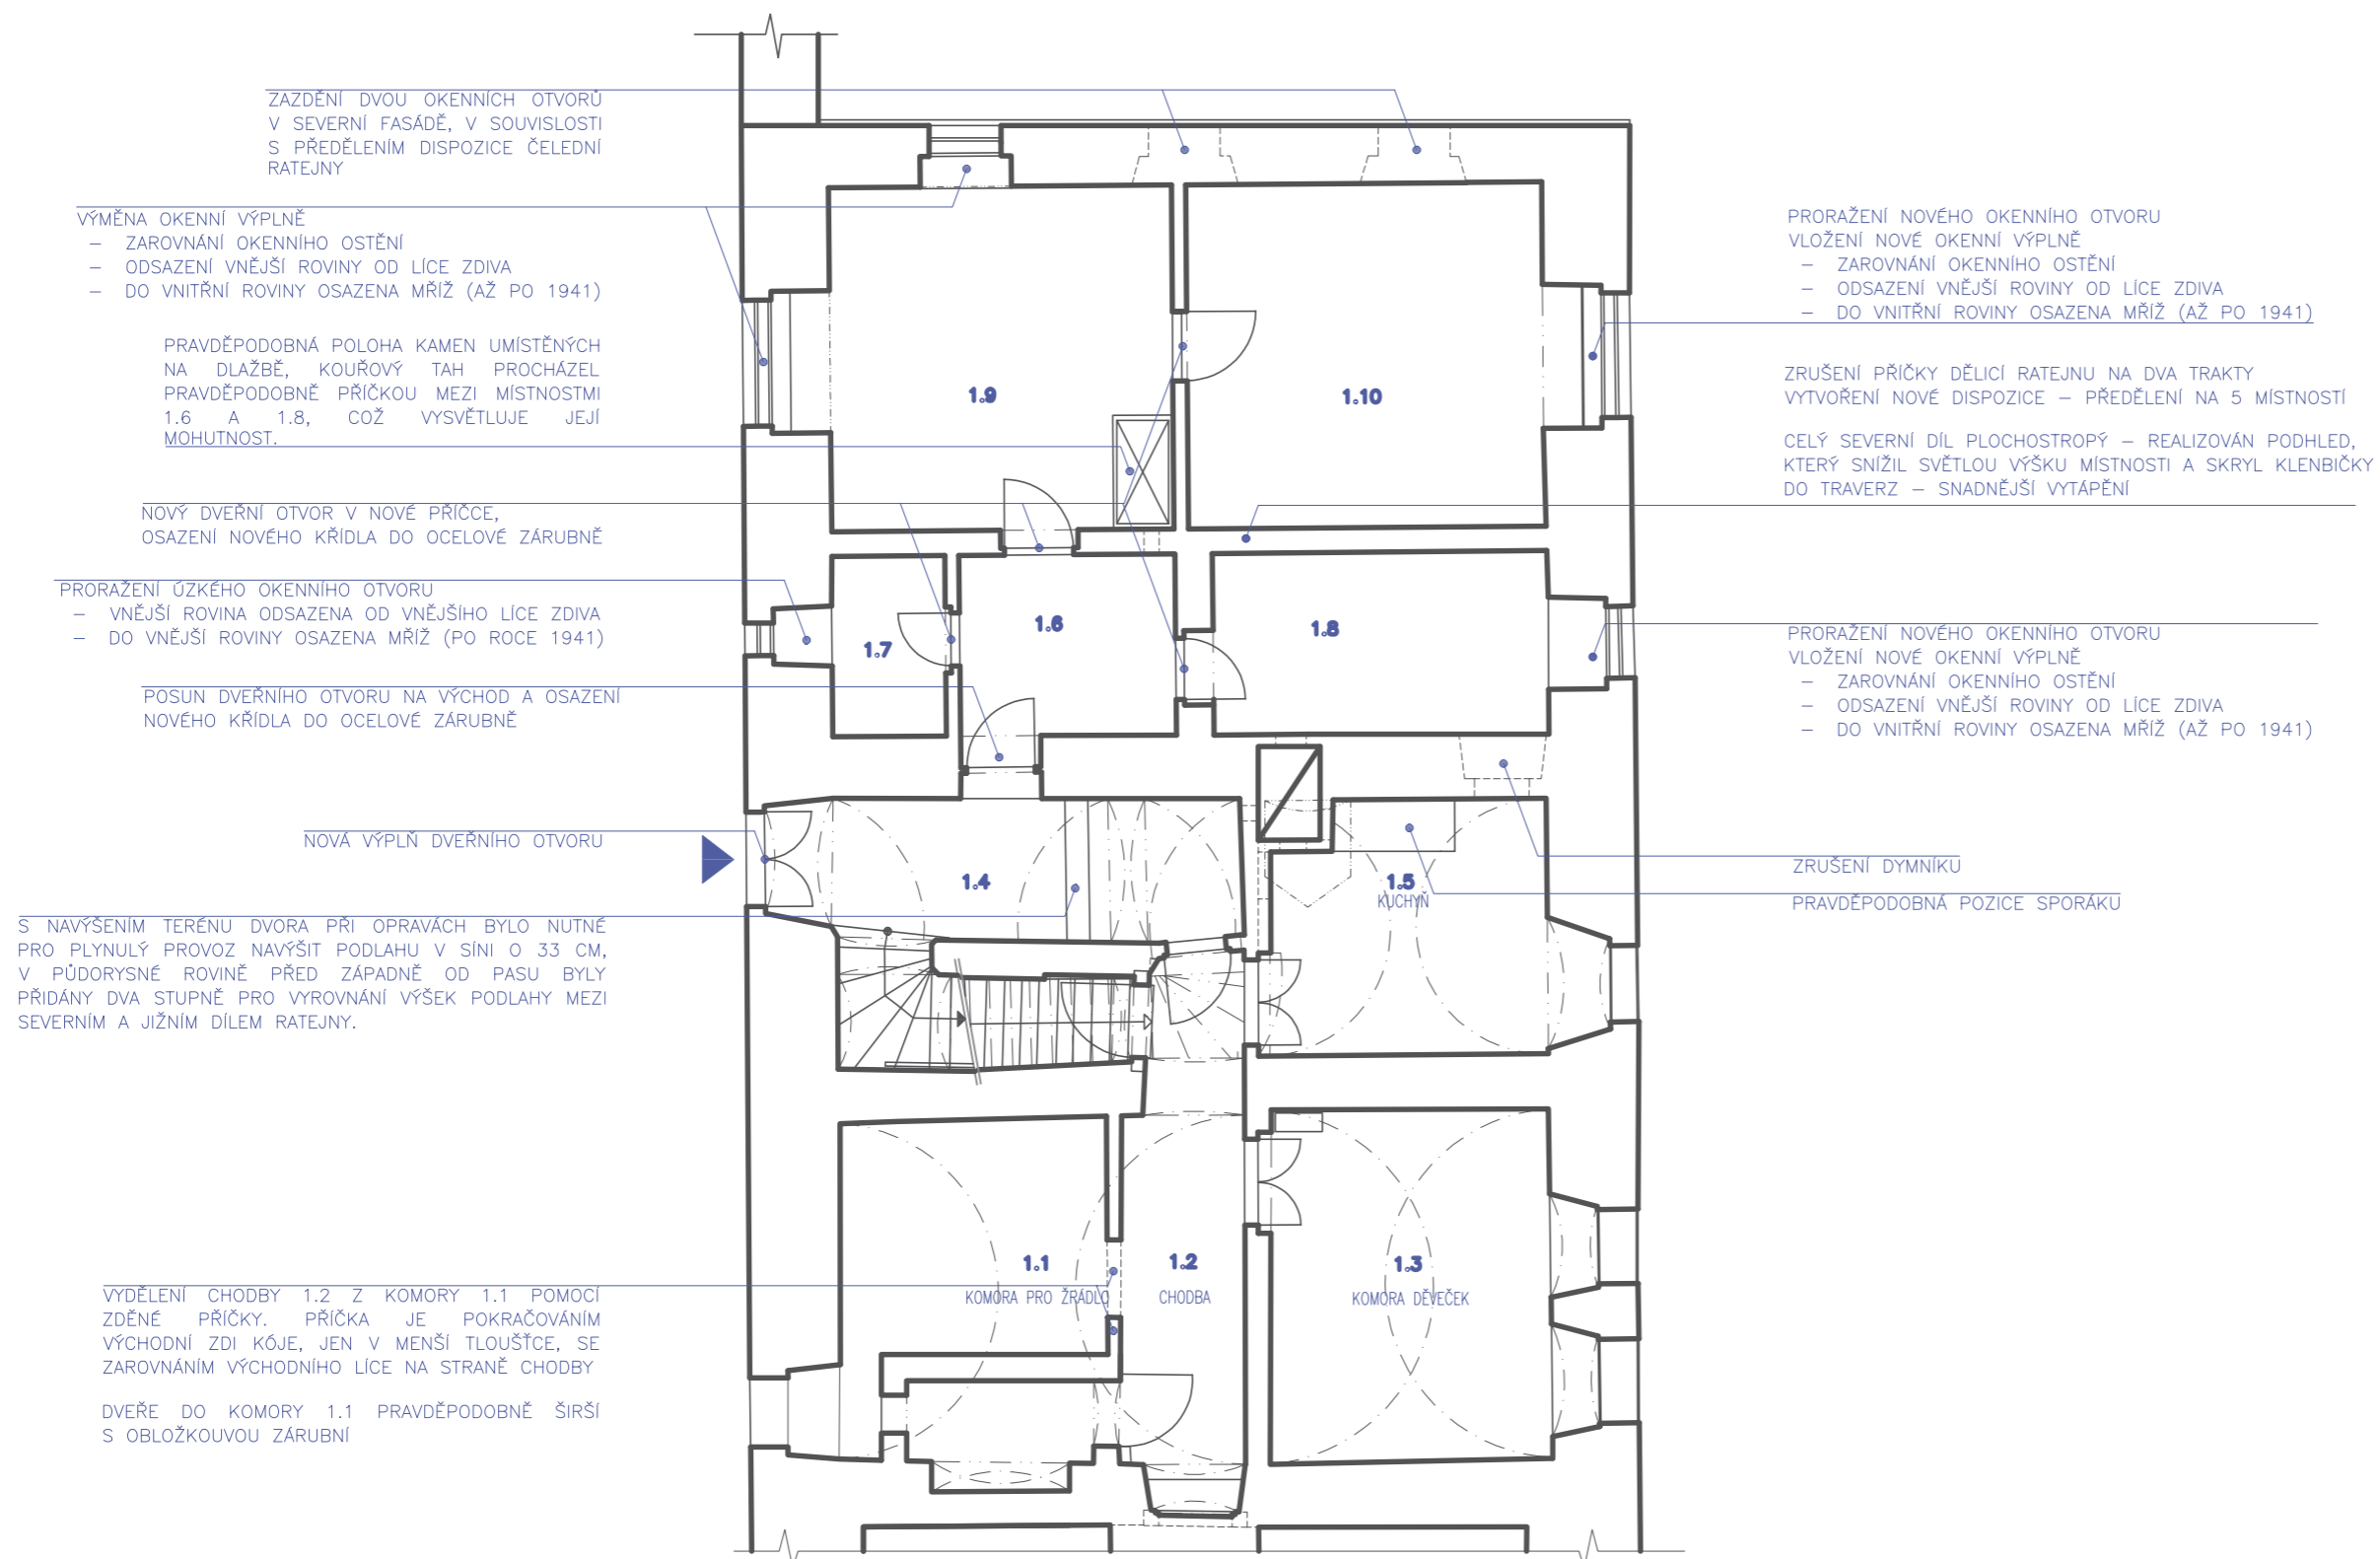 ZAZDĚNÍ DVOU OKENNÍCH OTVORŮ
V SEVERNÍ FASÁDĚ, V SOUVISLOSTI
S PŘEDĚLENÍM DISPOZICE ČELEDNÍ
RATEJNY
VÝMĚNA OKENNÍ VÝPLNĚ
– ZAROVNÁNÍ OKENNÍHO OSTĚNÍ
– ODSAZENÍ VNĚJŠÍ ROVINY OD LÍCE ZDIVA
– DO VNITŘNÍ ROVINY OSAZENA MŘÍŽ (AŽ PO 1941)
PRAVDĚPODOBNÁ POLOHA KAMEN UMÍSTĚNÝCH
NA DLAŽBĚ, KOUŘOVÝ TAH PROCHÁZEL
PRAVDĚPODOBNĚ PŘÍČKOU MEZI MÍSTNOSTMI
1.6 A 1.8, COŽ VYSVĚTLUJE JEJÍ
MOHUTNOST.
NOVÝ DVEŘNÍ OTVOR V NOVÉ PŘÍČCE,
OSAZENÍ NOVÉHO KŘÍDLA DO OCELOVÉ ZÁRUBNĚ
PRORAŽENÍ ÚZKÉHO OKENNÍHO OTVORU
– VNĚJŠÍ ROVINA ODSAZENA OD VNĚJŠÍHO LÍCE ZDIVA
– DO VNĚJŠÍ ROVINY OSAZENA MŘÍŽ (PO ROCE 1941)
POSUN DVEŘNÍHO OTVORU NA VÝCHOD A OSAZENÍ
NOVÉHO KŘÍDLA DO OCELOVÉ ZÁRUBNĚ
NOVÁ VÝPLŇ DVEŘNÍHO OTVORU
S NAVÝŠENÍM TERÉNU DVORA PŘI OPRAVÁCH BYLO NUTNÉ
PRO PLYNULÝ PROVOZ NAVÝŠIT PODLAHU V SÍNI O 33 CM,
V PŮDORYSNÉ ROVINĚ PŘED ZÁPADNĚ OD PASU BYLY
PŘIDÁNY DVA STUPNĚ PRO VYROVNÁNÍ VÝŠEK PODLAHY MEZI
SEVERNÍM A JIŽNÍM DÍLEM RATEJNY.
VYDĚLENÍ CHODBY 1.2 Z KOMORY 1.1 POMOCÍ
ZDĚNÉ PŘÍČKY. PŘÍČKA JE POKRAČOVÁNÍM
VÝCHODNÍ ZDI KÓJE, JEN V MENŠÍ TLOUŠŤCE, SE
ZAROVNÁNÍM VÝCHODNÍHO LÍCE NA STRANĚ CHODBY
DVEŘE DO KOMORY 1.1 PRAVDĚPODOBNĚ ŠIRŠÍ
S OBLOŽKOUVOU ZÁRUBNÍ
1.9
1.10
1.6
1.7
1.8
1.4
1.5
KUCHYŇ
1.1
KOMORA PRO ŽRÁDLO
1.2
CHODBA
1.3
KOMORA DĚVEČEK
PRORAŽENÍ NOVÉHO OKENNÍHO OTVORU
VLOŽENÍ NOVÉ OKENNÍ VÝPLNĚ
– ZAROVNÁNÍ OKENNÍHO OSTĚNÍ
– ODSAZENÍ VNĚJŠÍ ROVINY OD LÍCE ZDIVA
– DO VNITŘNÍ ROVINY OSAZENA MŘÍŽ (AŽ PO 1941)
ZRUŠENÍ PŘÍČKY DĚLICÍ RATEJNU NA DVA TRAKTY
VYTVOŘENÍ NOVÉ DISPOZICE – PŘEDĚLENÍ NA 5 MÍSTNOSTÍ
CELÝ SEVERNÍ DÍL PLOCHOSTROPÝ – REALIZOVÁN PODHLED,
KTERÝ SNÍŽIL SVĚTLOU VÝŠKU MÍSTNOSTI A SKRYL KLENBIČKY
DO TRAVERZ – SNADNĚJŠÍ VYTÁPĚNÍ
PRORAŽENÍ NOVÉHO OKENNÍHO OTVORU
VLOŽENÍ NOVÉ OKENNÍ VÝPLNĚ
– ZAROVNÁNÍ OKENNÍHO OSTĚNÍ
– ODSAZENÍ VNĚJŠÍ ROVINY OD LÍCE ZDIVA
– DO VNITŘNÍ ROVINY OSAZENA MŘÍŽ (AŽ PO 1941)
ZRUŠENÍ DYMNÍKU
PRAVDĚPODOBNÁ POZICE SPORÁKU